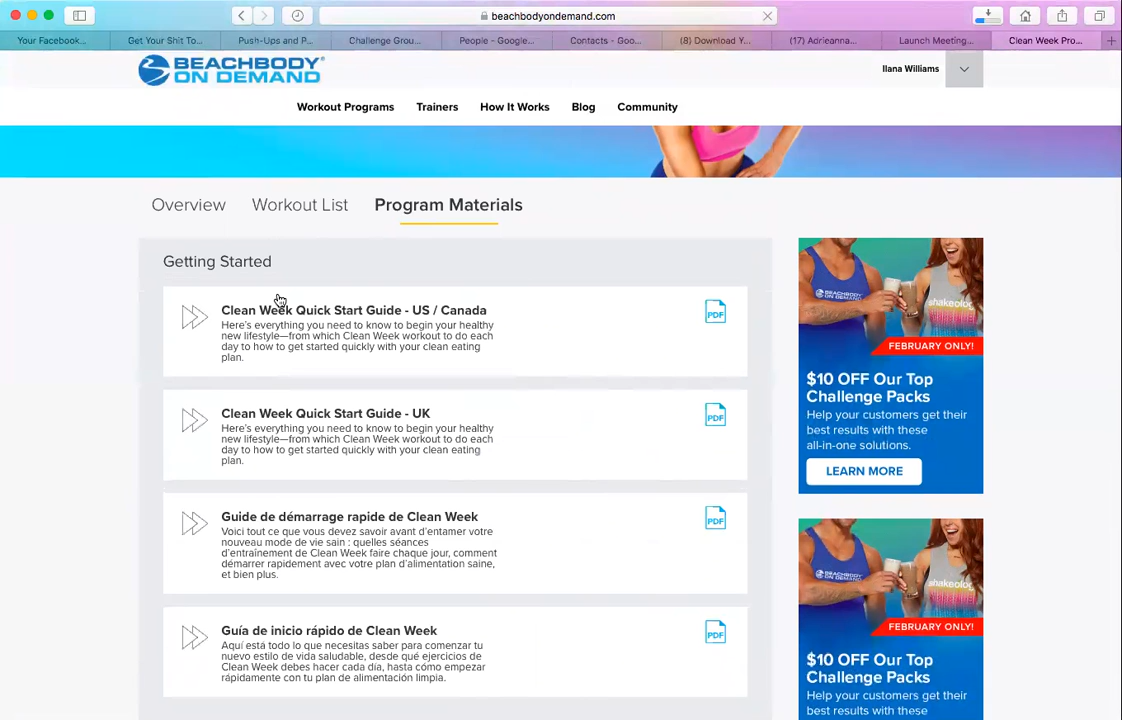 beachbodyondemand.com
Your Facebook...
Get Your Shit To...
Push-Ups and P...
Challenge Grou...
People - Google...
Contacts - Goo...
(8) Download Y...
(17) Adrieanna...
Launch Meeting...
Clean Week Pro...
BEACHBODY
ON DEMAND
Ilana Williams
Workout Programs
Trainers
How It Works
Blog
Community
Overview
Workout List
Program Materials
Getting Started
Clean Week Quick Start Guide - US / Canada
Here's everything you need to know to begin your healthy
new lifestyle—from which Clean Week workout to do each
day to how to get started quickly with your clean eating
plan.
PDF
Clean Week Quick Start Guide - UK
Here's everything you need to know to begin your healthy
new lifestyle—from which Clean Week workout to do each
day to how to get started quickly with your clean eating
plan.
PDF
Guide de démarrage rapide de Clean Week
Voici tout ce que vous devez savoir avant d'entamer votre
nouveau mode de vie sain : quelles séances
d'entraînement de Clean Week faire chaque jour, comment
démarrer rapidement avec votre plan d'alimentation saine,
et bien plus.
PDF
Guía de inicio rápido de Clean Week
Aquí está todo lo que necesitas saber para comenzar tu
nuevo estilo de vida saludable, desde qué ejercicios de
Clean Week debes hacer cada día, hasta cómo empezar
rápidamente con tu plan de alimentación limpia.
PDF
BEACHBODY
ON DEMAND
shakeology
FEBRUARY ONLY!
$10 OFF Our Top
Challenge Packs
Help your customers get their
best results with these
all-in-one solutions.
LEARN MORE
BEACHBODY
ON DEMAND
shakeology
FEBRUARY ONLY!
$10 OFF Our Top
Challenge Packs
Help your customers get their
best results with these